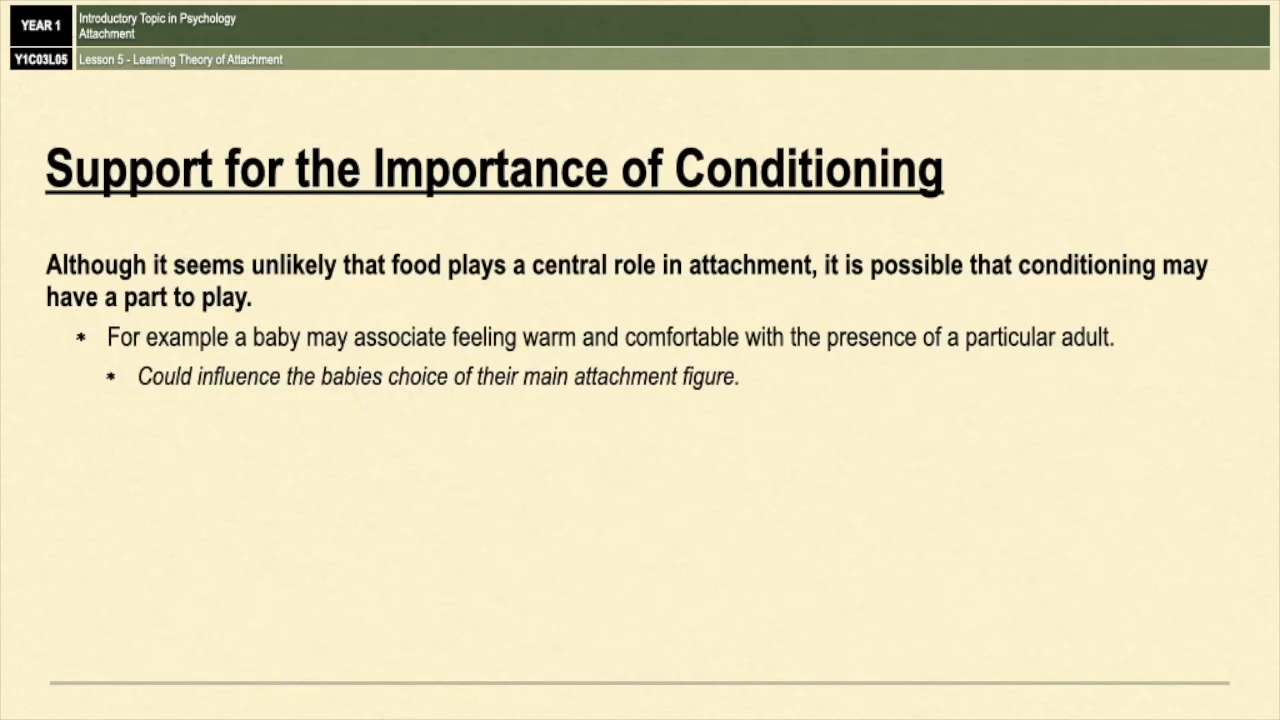 YEAR 1
Introductory Topic in Psychology
Attachment
Y1C03L05
Lesson 5 - Learning Theory of Attachment
Support for the Importance of Conditioning
Although it seems unlikely that food plays a central role in attachment, it is possible that conditioning may
have a part to play.
* For example a baby may associate feeling warm and comfortable with the presence of a particular adult.
* Could influence the babies choice of their main attachment figure.